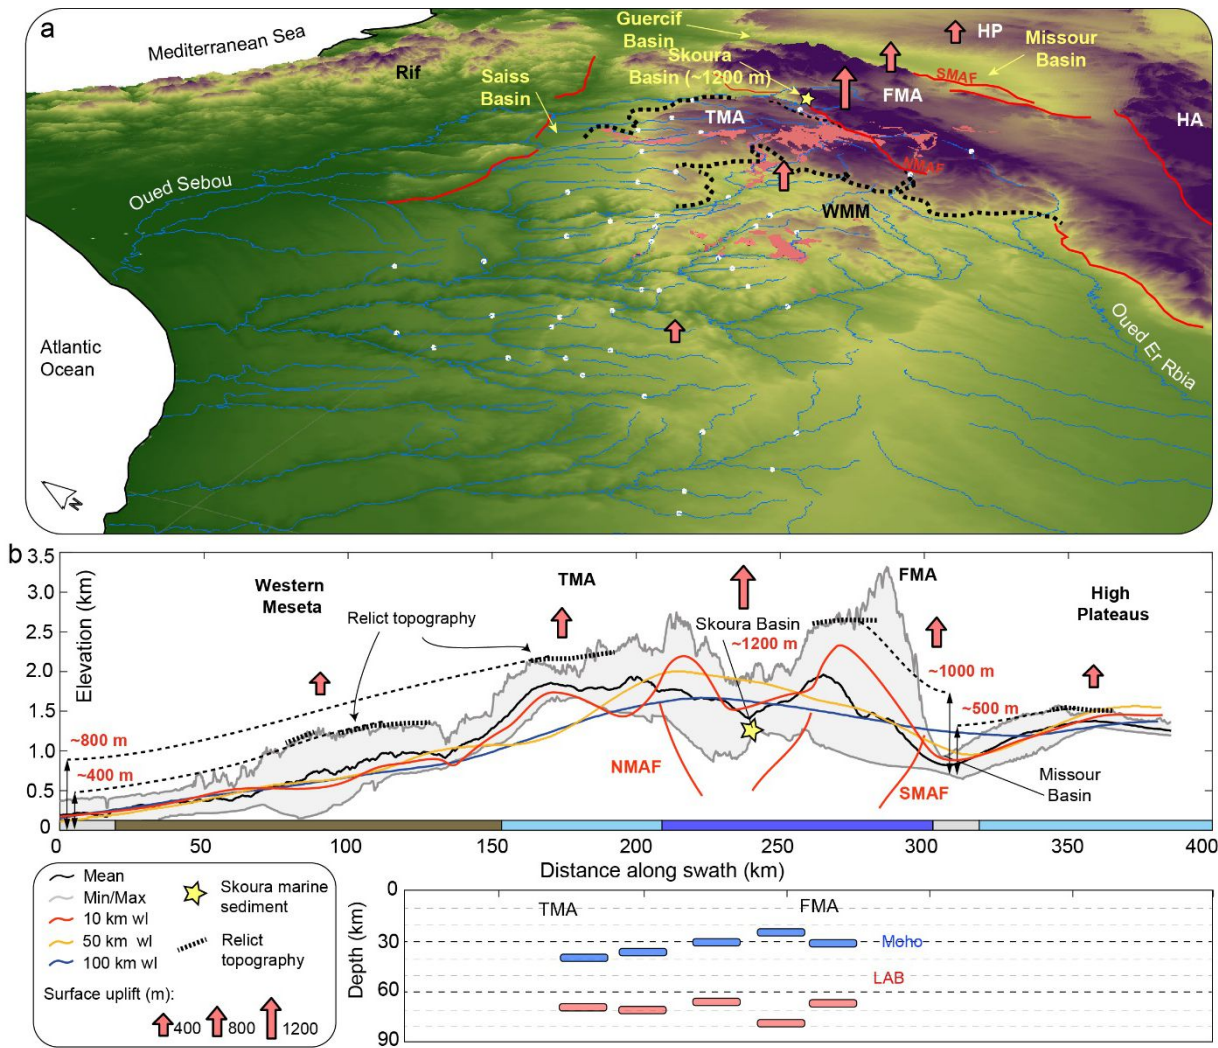 a
Mediterranean Sea
Guercif
Basin
Skoura
Basin (~1200 m)
HP
Missour
Basin
Rif
Saiss
Basin
SMAF
FMA
TMA
HA
NMAF
Oued Sebou
WMM
Oued Er Rbia
Atlantic
Ocean
N
b
3.5
3.0
2.5
2.0
1.5
1.0
0.5
0
Elevation (km)
Western
Meseta
TMA
FMA
High
Plateaus
Relict topography
Skoura Basin
~1200 m
~1000 m
~500 m
~800 m
~400 m
NMAF
SMAF
Missour
Basin
0
50
100
150
200
250
300
350
400
Distance along swath (km)
Mean
Min/Max
10 km wl
50 km wl
100 km wl
Skoura marine
sediment
Relict
topography
Surface uplift (m):
400
800
1200
0
30
60
90
Depth (km)
TMA
FMA
Moho
LAB